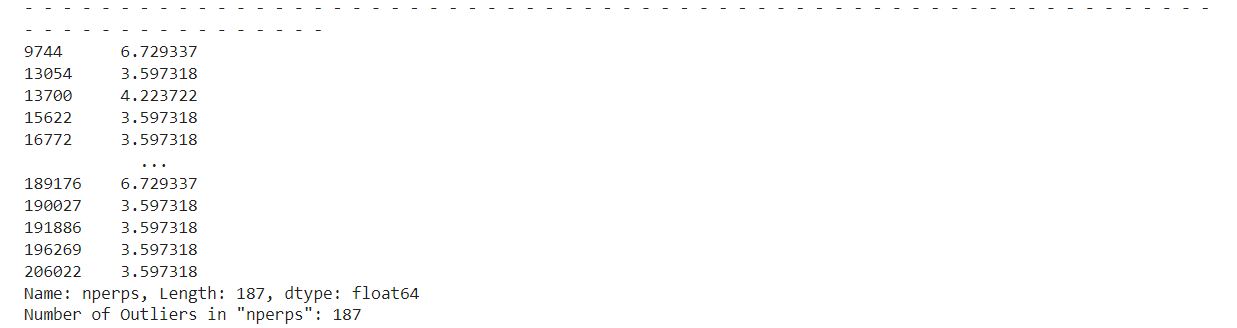 - - - - - - - - - - - - - - - - - - - - - - - - - - - - - - - - - - - - - - - - - - - - - - - - - - - - - - - - - - - - - - -
- - - - - - - - - - - - - - - -
9744      6.729337
13054     3.597318
13700     4.223722
15622     3.597318
16772     3.597318
            ...
189176    6.729337
190027    3.597318
191886    3.597318
196269    3.597318
206022    3.597318
Name: nperps, Length: 187, dtype: float64
Number of Outliers in "nperps": 187